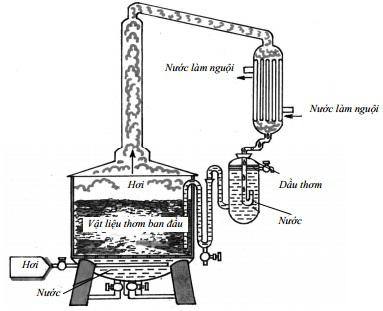 Nước làm nguội
Nước làm nguội
Hơi
Dầu thơm
Vật liệu thơm ban đầu
Nước
Hơi
Nước